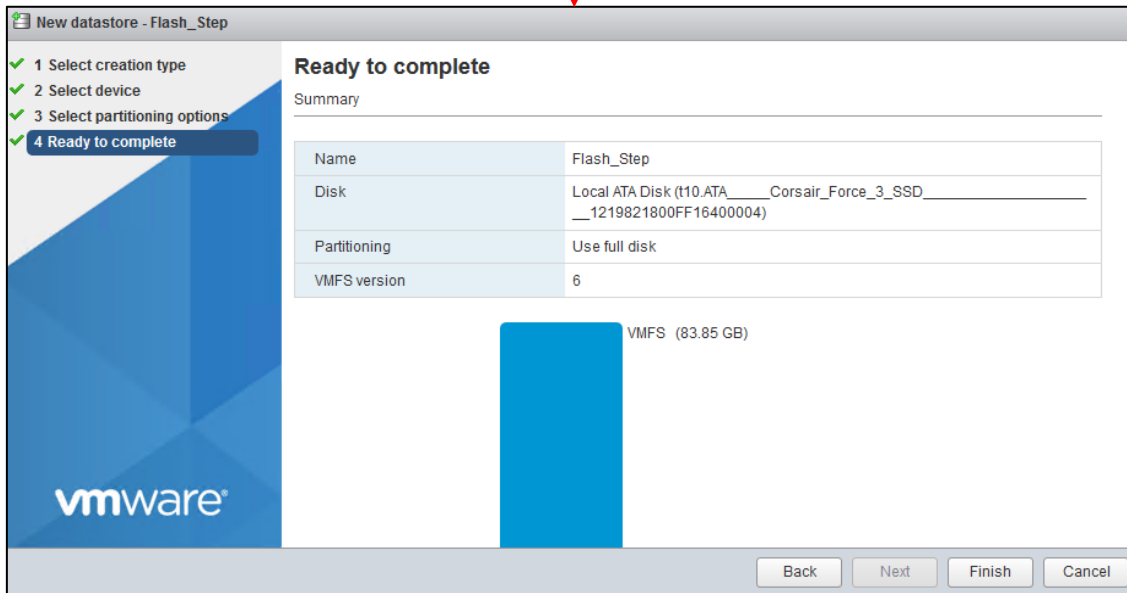 New datastore - Flash_Step
1 Select creation type
2 Select device
3 Select partitioning options
4 Ready to complete
Ready to complete
Summary
Name Flash_Step
Disk Local ATA Disk (t10.ATA_____Corsair_Force_3_SSD_______________________
__1219821800FF16400004)
Partitioning Use full disk
VMFS version 6
VMFS (83.85 GB)
vmware®
Back Next Finish Cancel